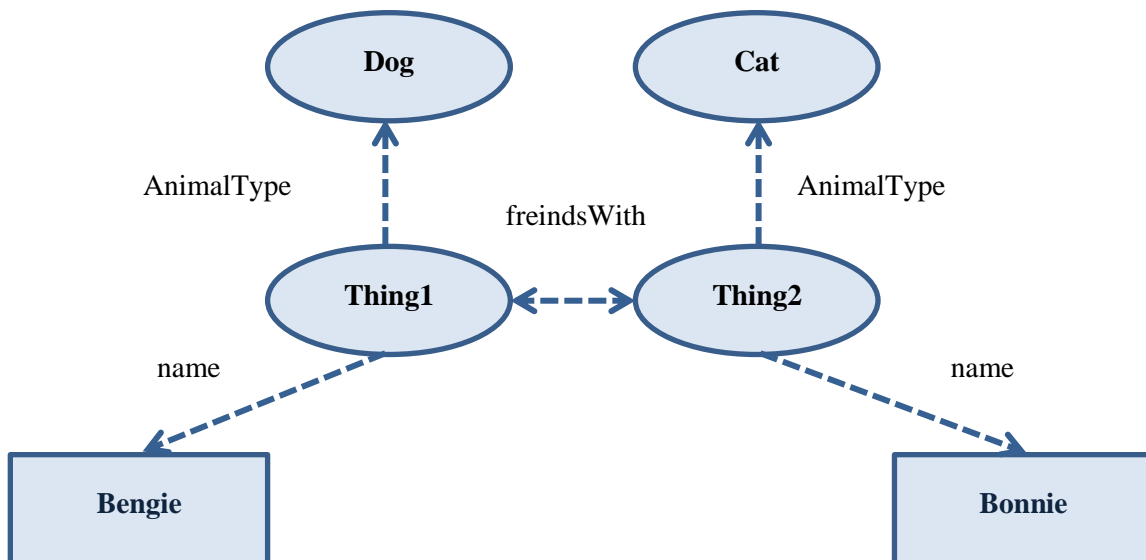 Dog
Cat
AnimalType
AnimalType
freindsWith
Thing1
Thing2
name
name
Bengie
Bonnie